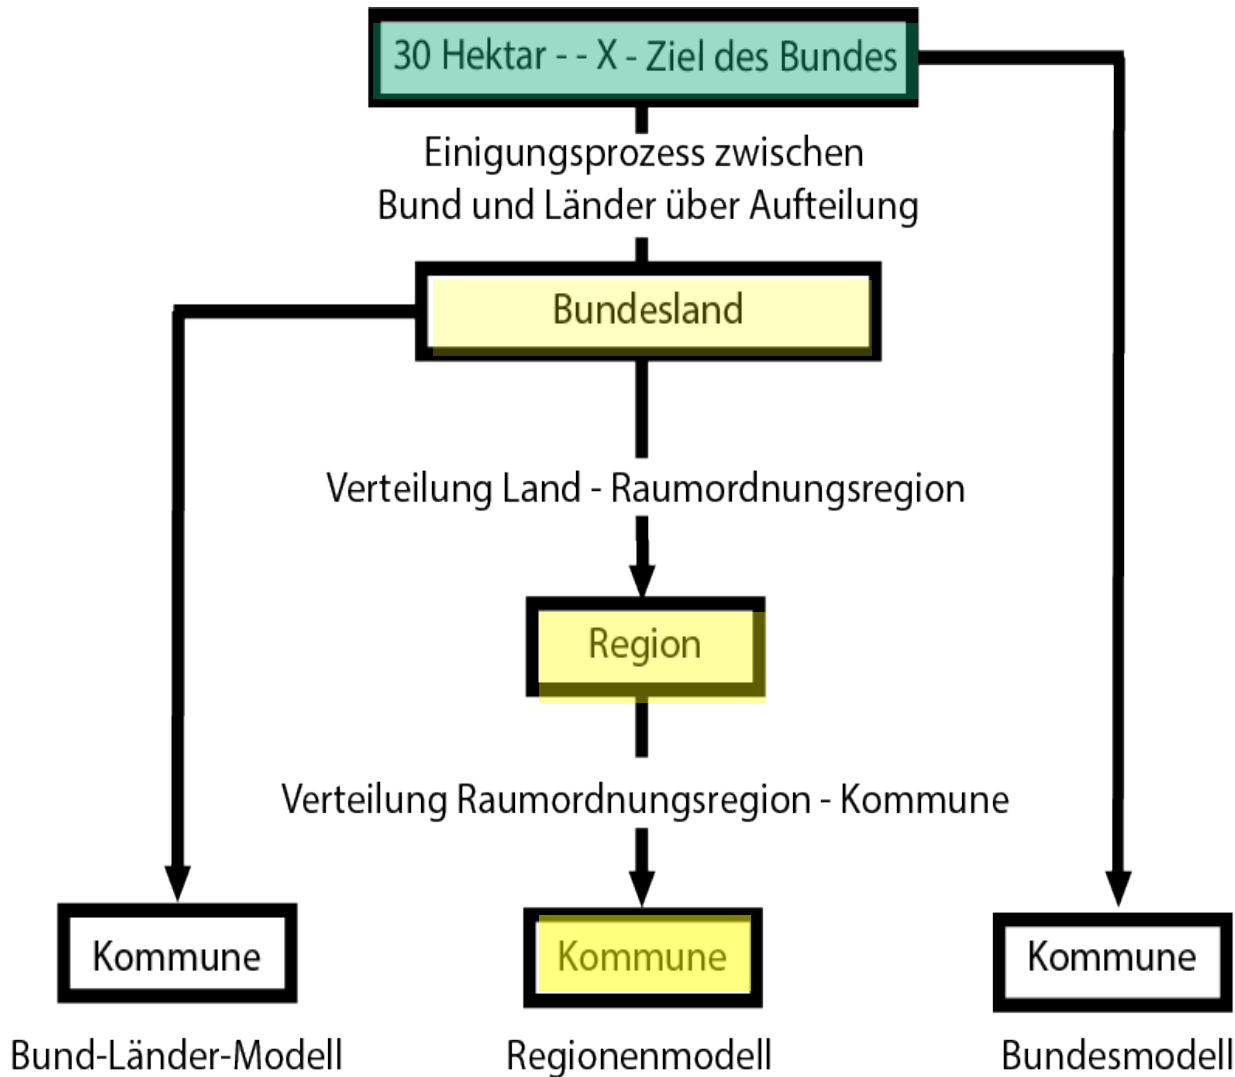 30 Hektar - - X - Ziel des Bundes
Einigungsprozess zwischen
Bund und Länder über Aufteilung
Bundesland
Verteilung Land - Raumordnungsregion
Region
Verteilung Raumordnungsregion - Kommune
Kommune
Kommune
Kommune
Bund-Länder-Modell
Regionenmodell
Bundesmodell